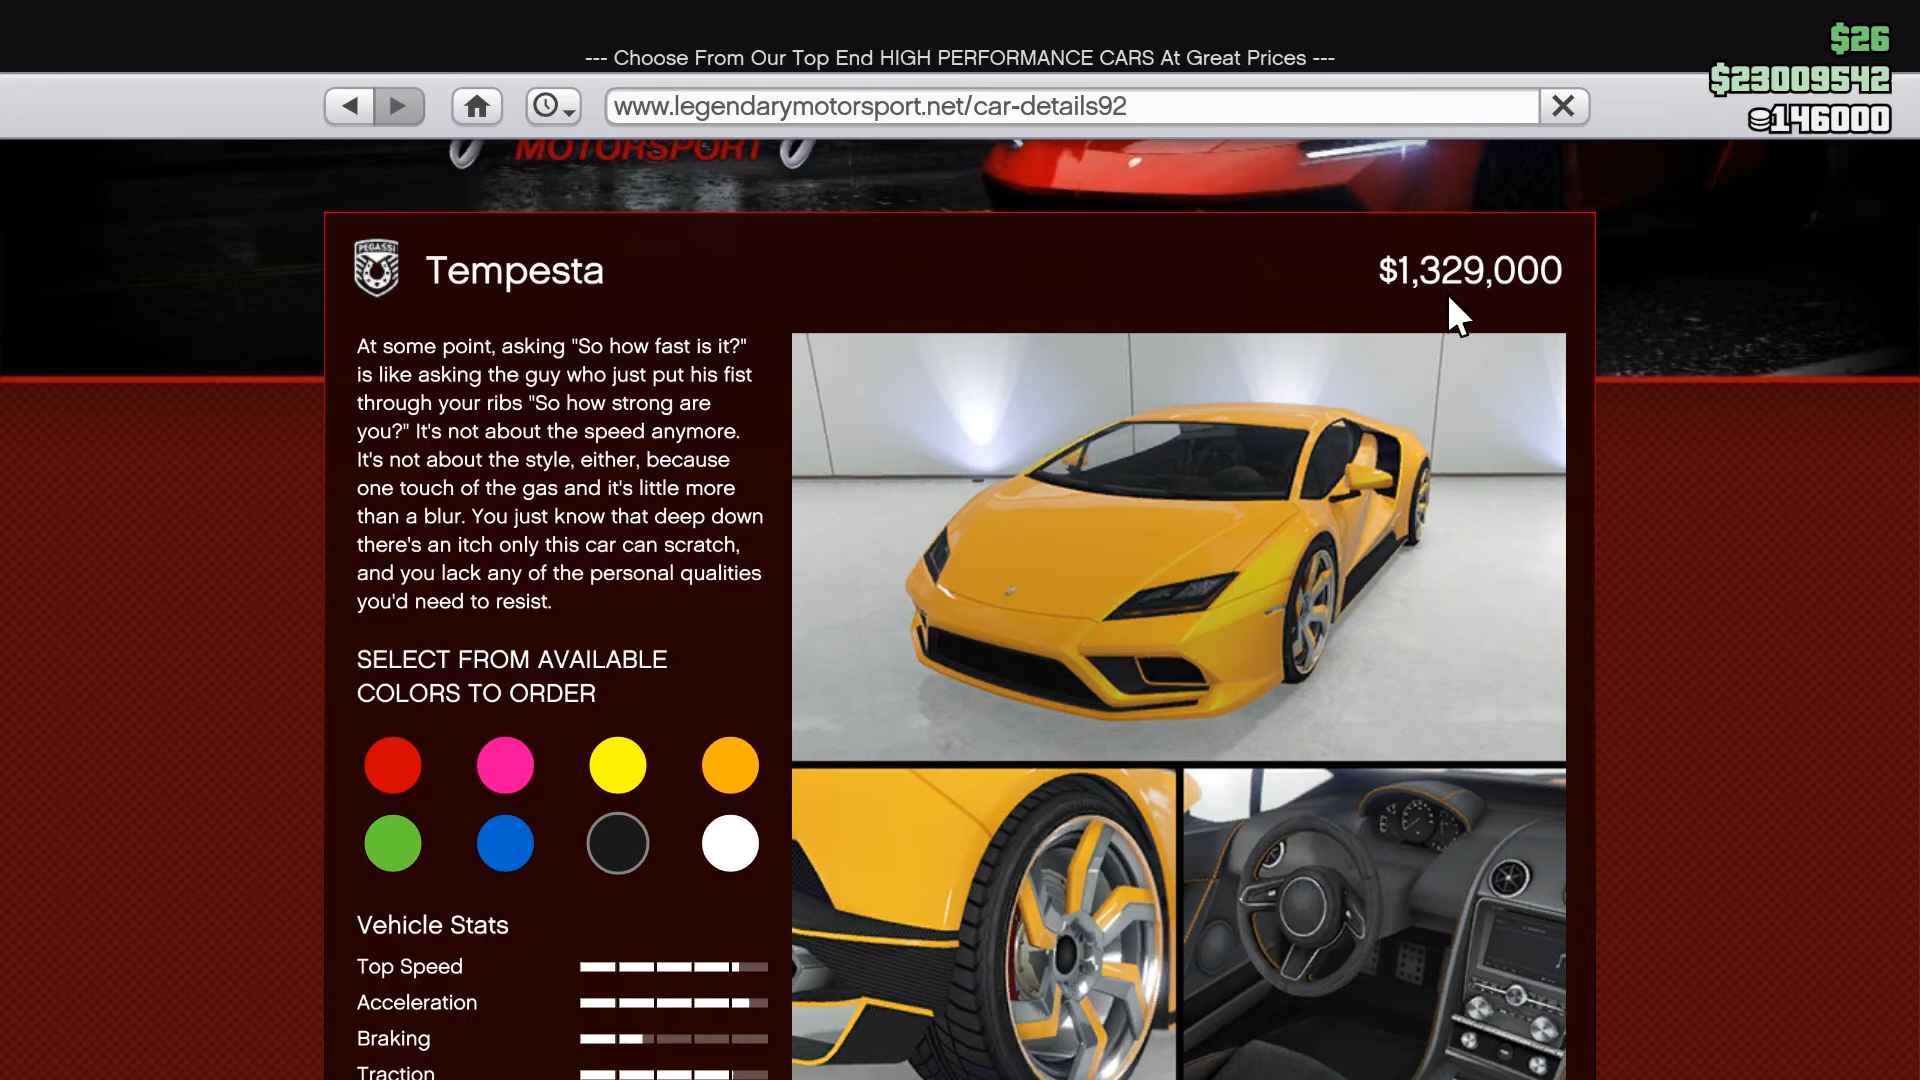 --- Choose From Our Top End HIGH PERFORMANCE CARS At Great Prices ---
$26
$23009542
146000
www.legendarymotorsport.net/car-details92
MOTORSPORT
PEGASSI
Tempesta
$1,329,000
At some point, asking "So how fast is it?"
is like asking the guy who just put his fist
through your ribs "So how strong are
you?" It's not about the speed anymore.
It's not about the style, either, because
one touch of the gas and it's little more
than a blur. You just know that deep down
there's an itch only this car can scratch,
and you lack any of the personal qualities
you'd need to resist.
SELECT FROM AVAILABLE
COLORS TO ORDER
Vehicle Stats
Top Speed
Acceleration
Braking
Traction